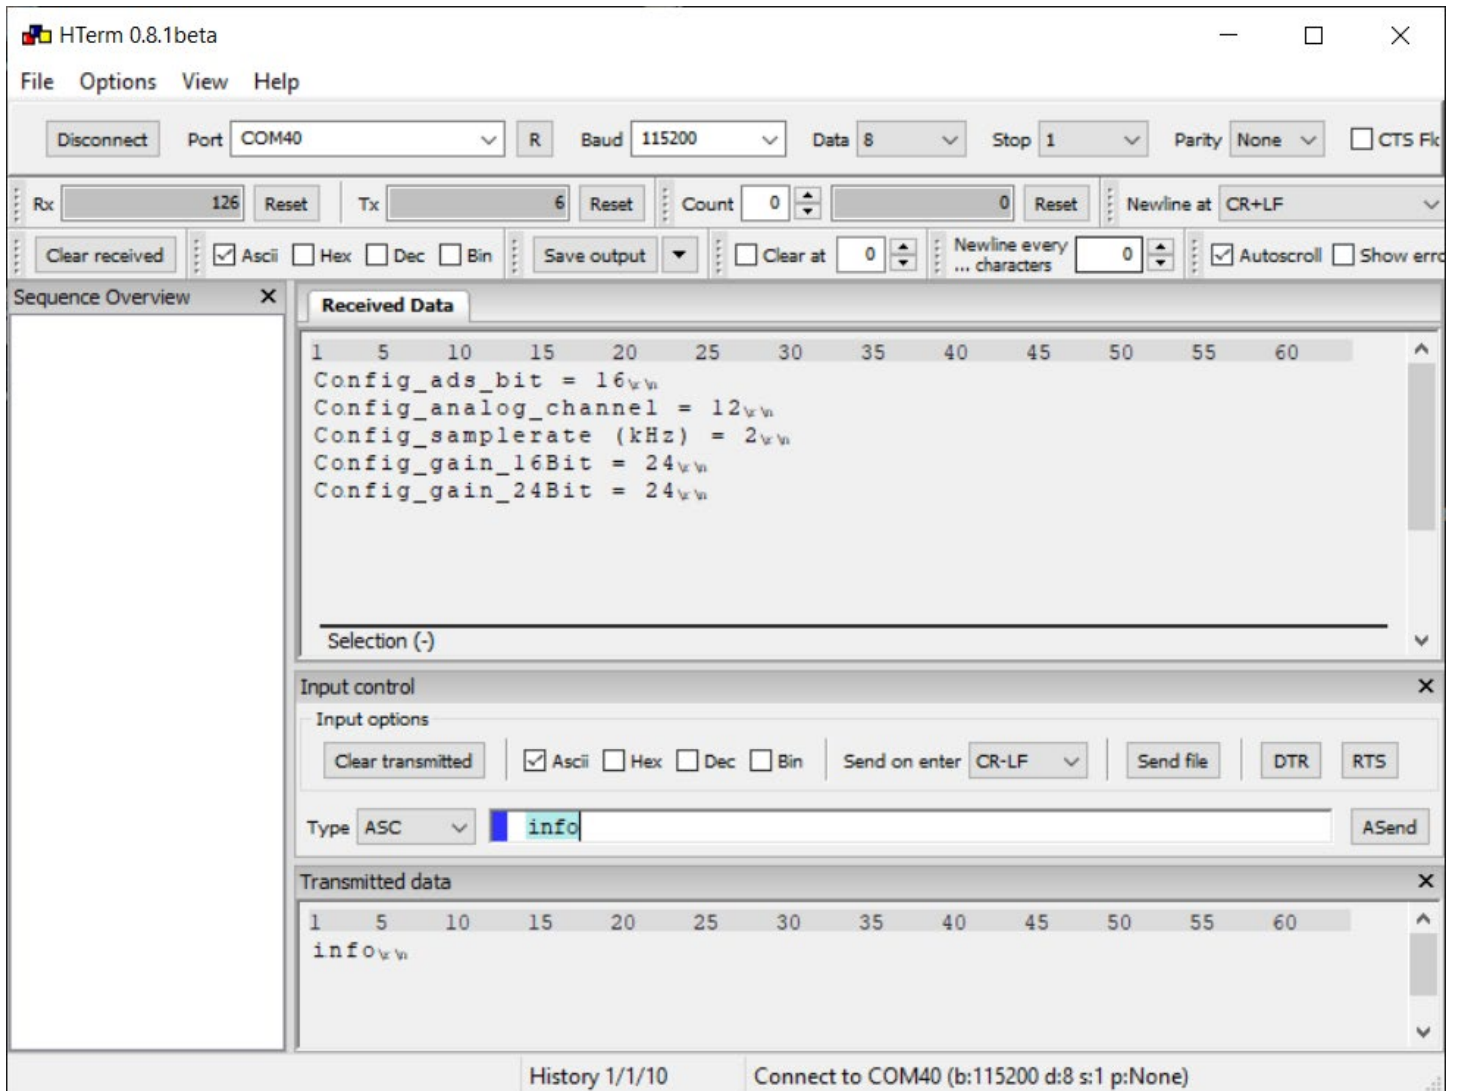 HTerm 0.8.1beta
File Options View Help
Disconnect Port COM40 R Baud 115200 Data 8 Stop 1 Parity None CTS Fl
Rx 126 Reset Tx 6 Reset Count 0 0 Reset Newline at CR+LF
Clear received Ascii Hex Dec Bin Save output Clear at 0 Newline every ... characters 0 Autoscroll Show erro
Sequence Overview
Received Data
1 5 10 15 20 25 30 35 40 45 50 55 60
Config_ads_bit = 16\r\n
Config_analog_channel = 12\r\n
Config_samplerate (kHz) = 2\r\n
Config_gain_16Bit = 24\r\n
Config_gain_24Bit = 24\r\n
Selection (-)
Input control
Input options
Clear transmitted Ascii Hex Dec Bin Send on enter CR-LF Send file DTR RTS
Type ASC info ASend
Transmitted data
1 5 10 15 20 25 30 35 40 45 50 55 60
info\r\n
History 1/1/10 Connect to COM40 (b:115200 d:8 s:1 p:None)